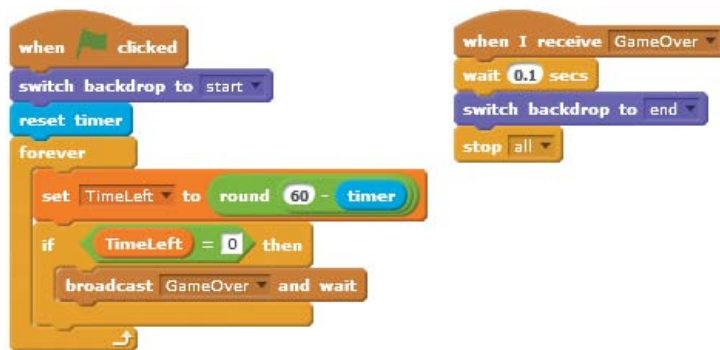 when clicked
switch backdrop to start
reset timer
forever
set TimeLeft to round 60 - timer
if TimeLeft = 0 then
broadcast GameOver and wait
when I receive GameOver
wait 0.1 secs
switch backdrop to end
stop all